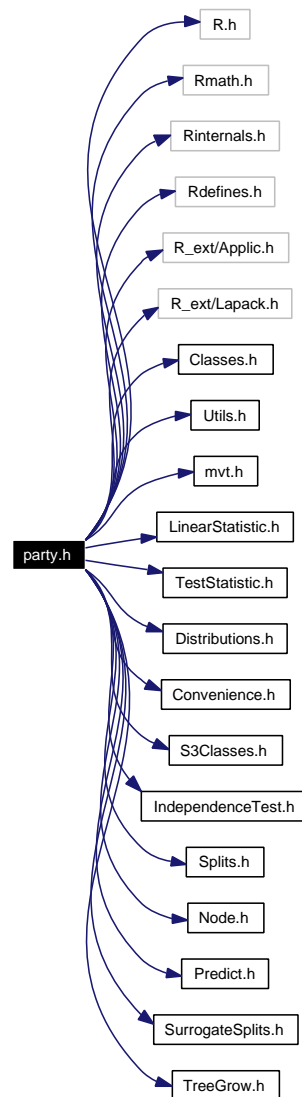 R.h
Rmath.h
Rinternals.h
Rdefines.h
R_ext/Applic.h
R_ext/Lapack.h
Classes.h
Utils.h
mvt.h
LinearStatistic.h
party.h
TestStatistic.h
Distributions.h
Convenience.h
S3Classes.h
IndependenceTest.h
Splits.h
Node.h
Predict.h
SurrogateSplits.h
TreeGrow.h